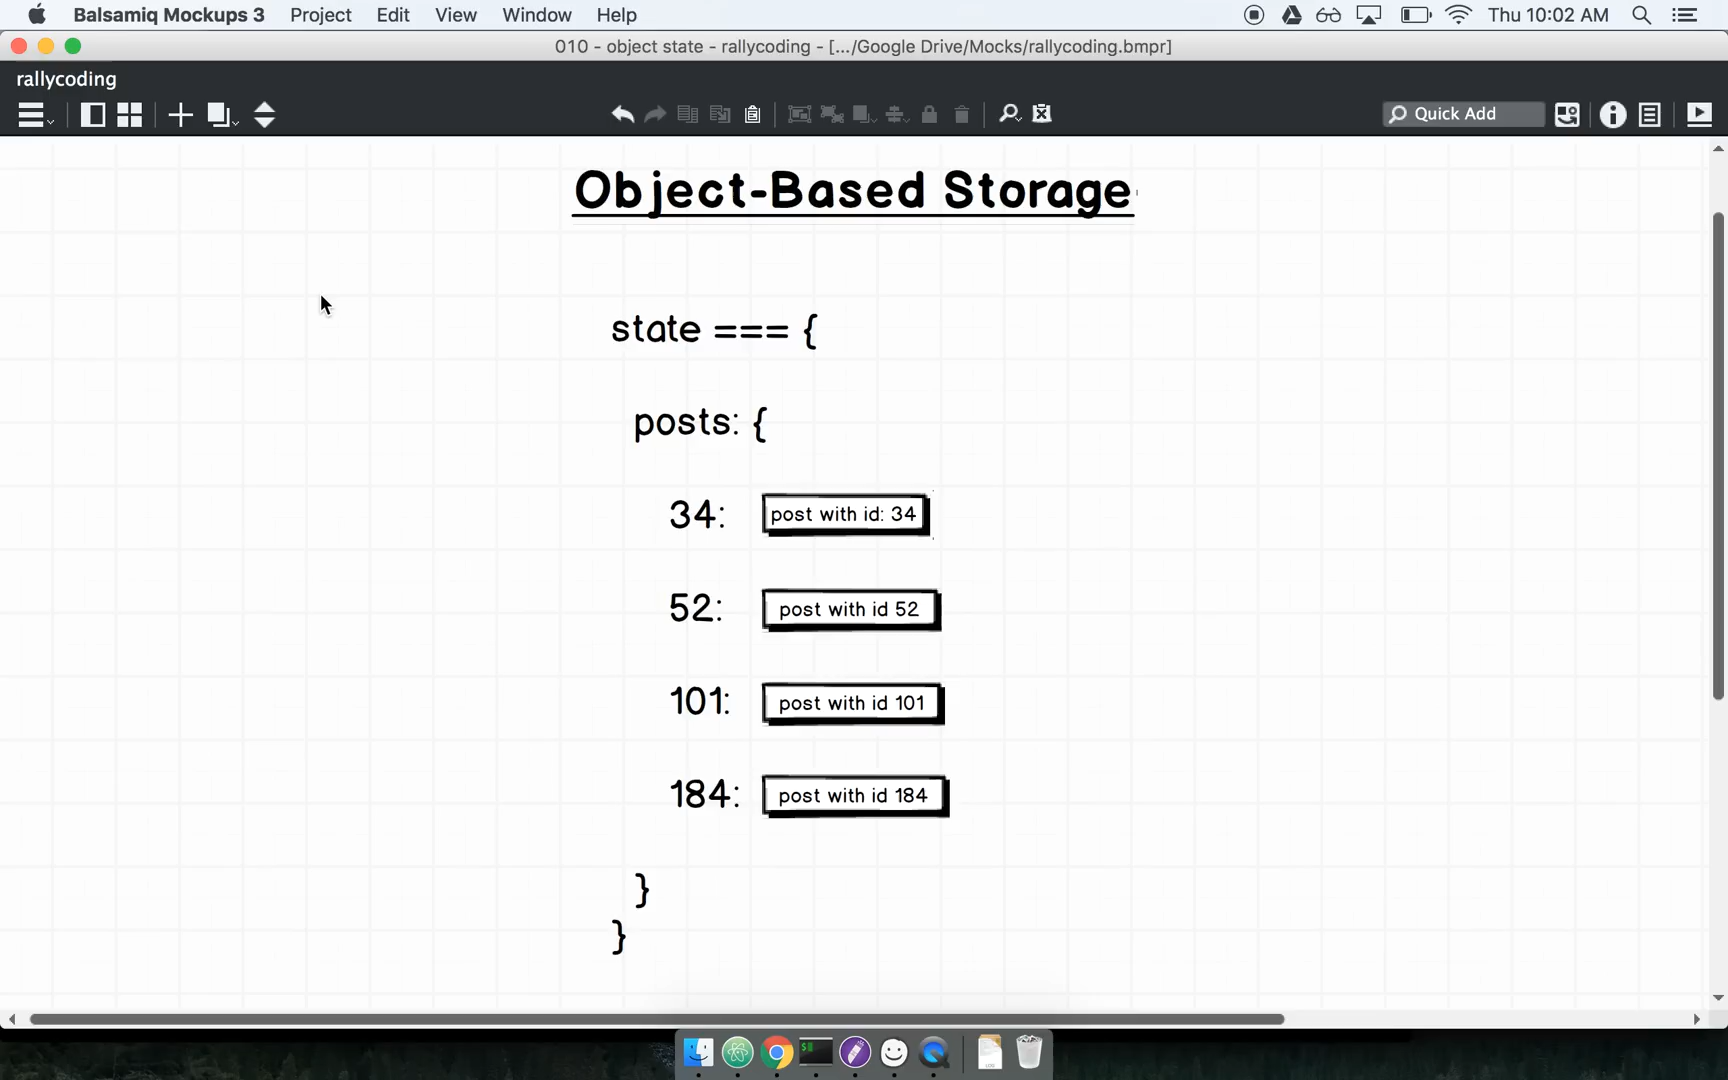 Balsamiq Mockups 3 Project Edit View Window Help Thu 10:02 AM
010 - object state - rallycoding - [.../Google Drive/Mocks/rallycoding.bmpr]
rallycoding
Quick Add
Object-Based Storage
state === {
posts: {
34: post with id: 34
52: post with id 52
101: post with id 101
184: post with id 184
}
}